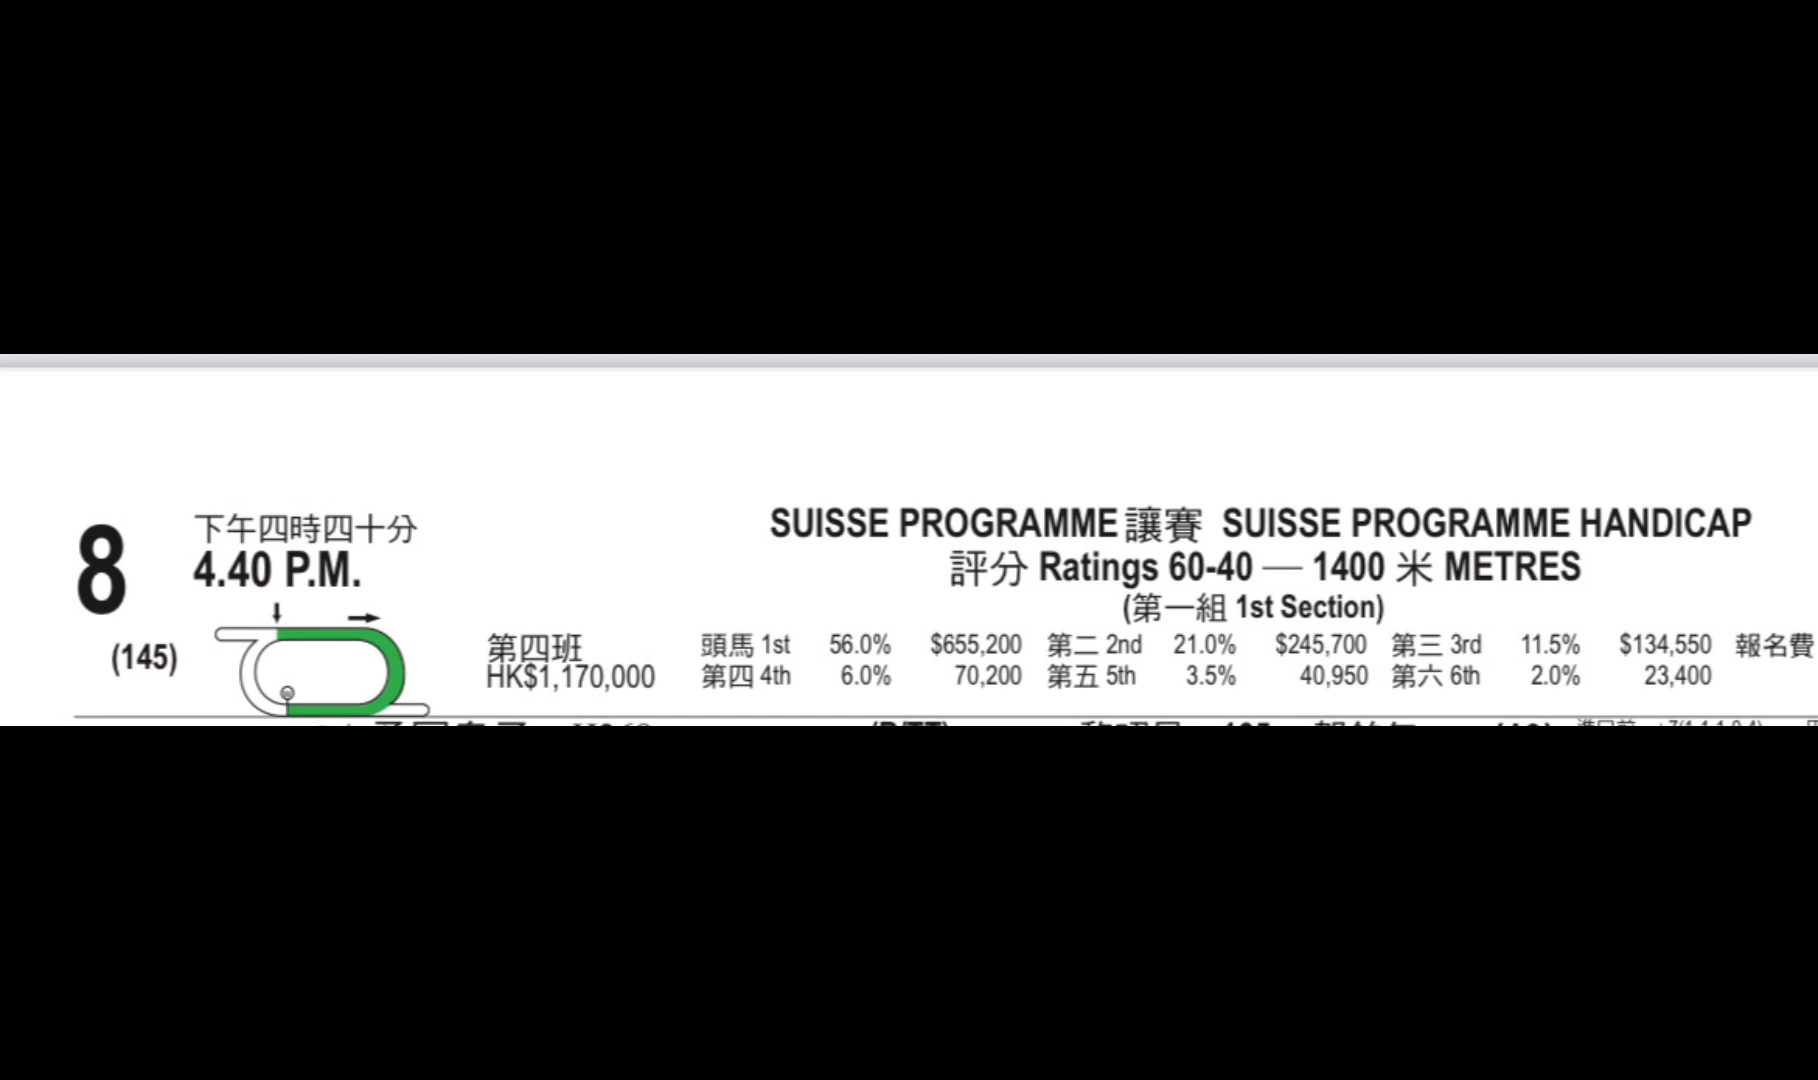 8
下午四時四十分
4.40 P.M.
(145)
SUISSE PROGRAMME 讓賽 SUISSE PROGRAMME HANDICAP
評分 Ratings 60-40 — 1400 米 METRES
(第一組 1st Section)
第四班
HK$1,170,000
頭馬 1st 56.0% $655,200 第二 2nd 21.0% $245,700 第三 3rd 11.5% $134,550 報名費
第四 4th 6.0% 70,200 第五 5th 3.5% 40,950 第六 6th 2.0% 23,400